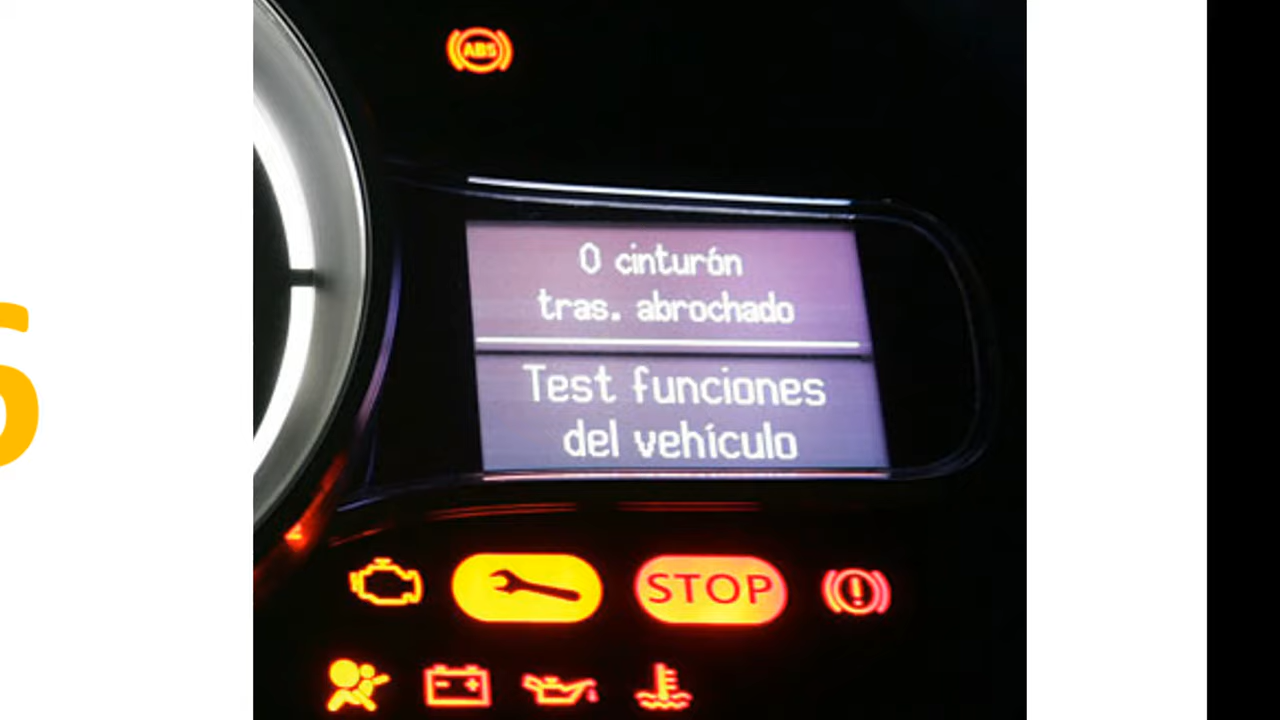 ABS
0 cinturón
tras. abrochado
Test funciones
del vehículo
STOP